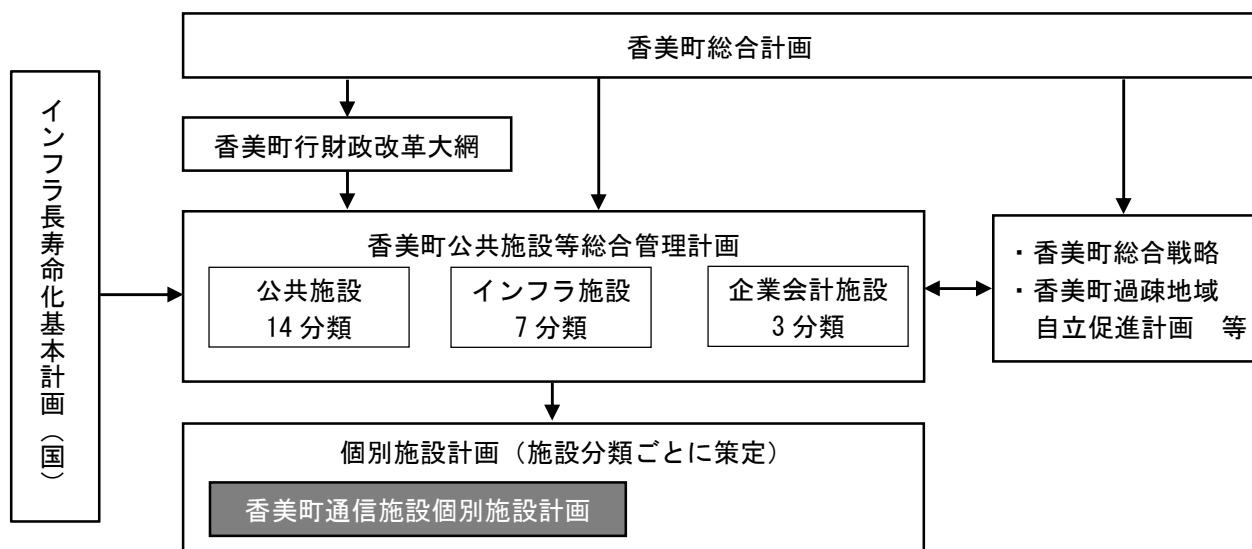 香美町総合計画
インフラ長寿命化基本計画（国）
香美町行財政改革大綱
香美町公共施設等総合管理計画
公共施設
14 分類
インフラ施設
7 分類
企業会計施設
3 分類
・香美町総合戦略
・香美町過疎地域
自立促進計画　等
個別施設計画（施設分類ごとに策定）
香美町通信施設個別施設計画